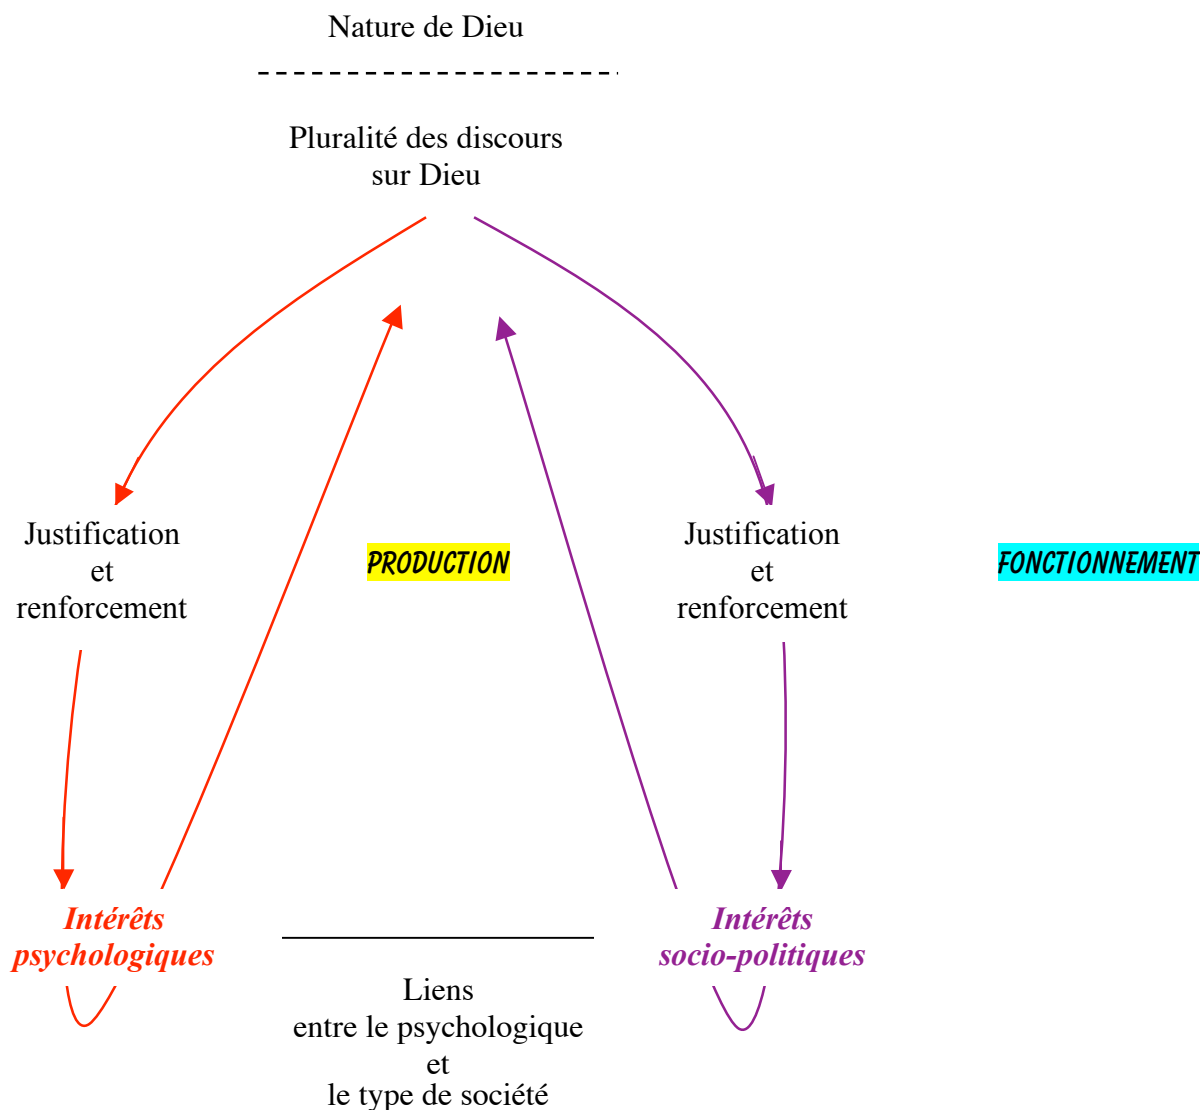 Nature de Dieu
Pluralité des discours
sur Dieu
Justification
et
renforcement
PRODUCTION
Justification
et
renforcement
FONCTIONNEMENT
Intérêts
psychologiques
Intérêts
socio-politiques
Liens
entre le psychologique
et
le type de société